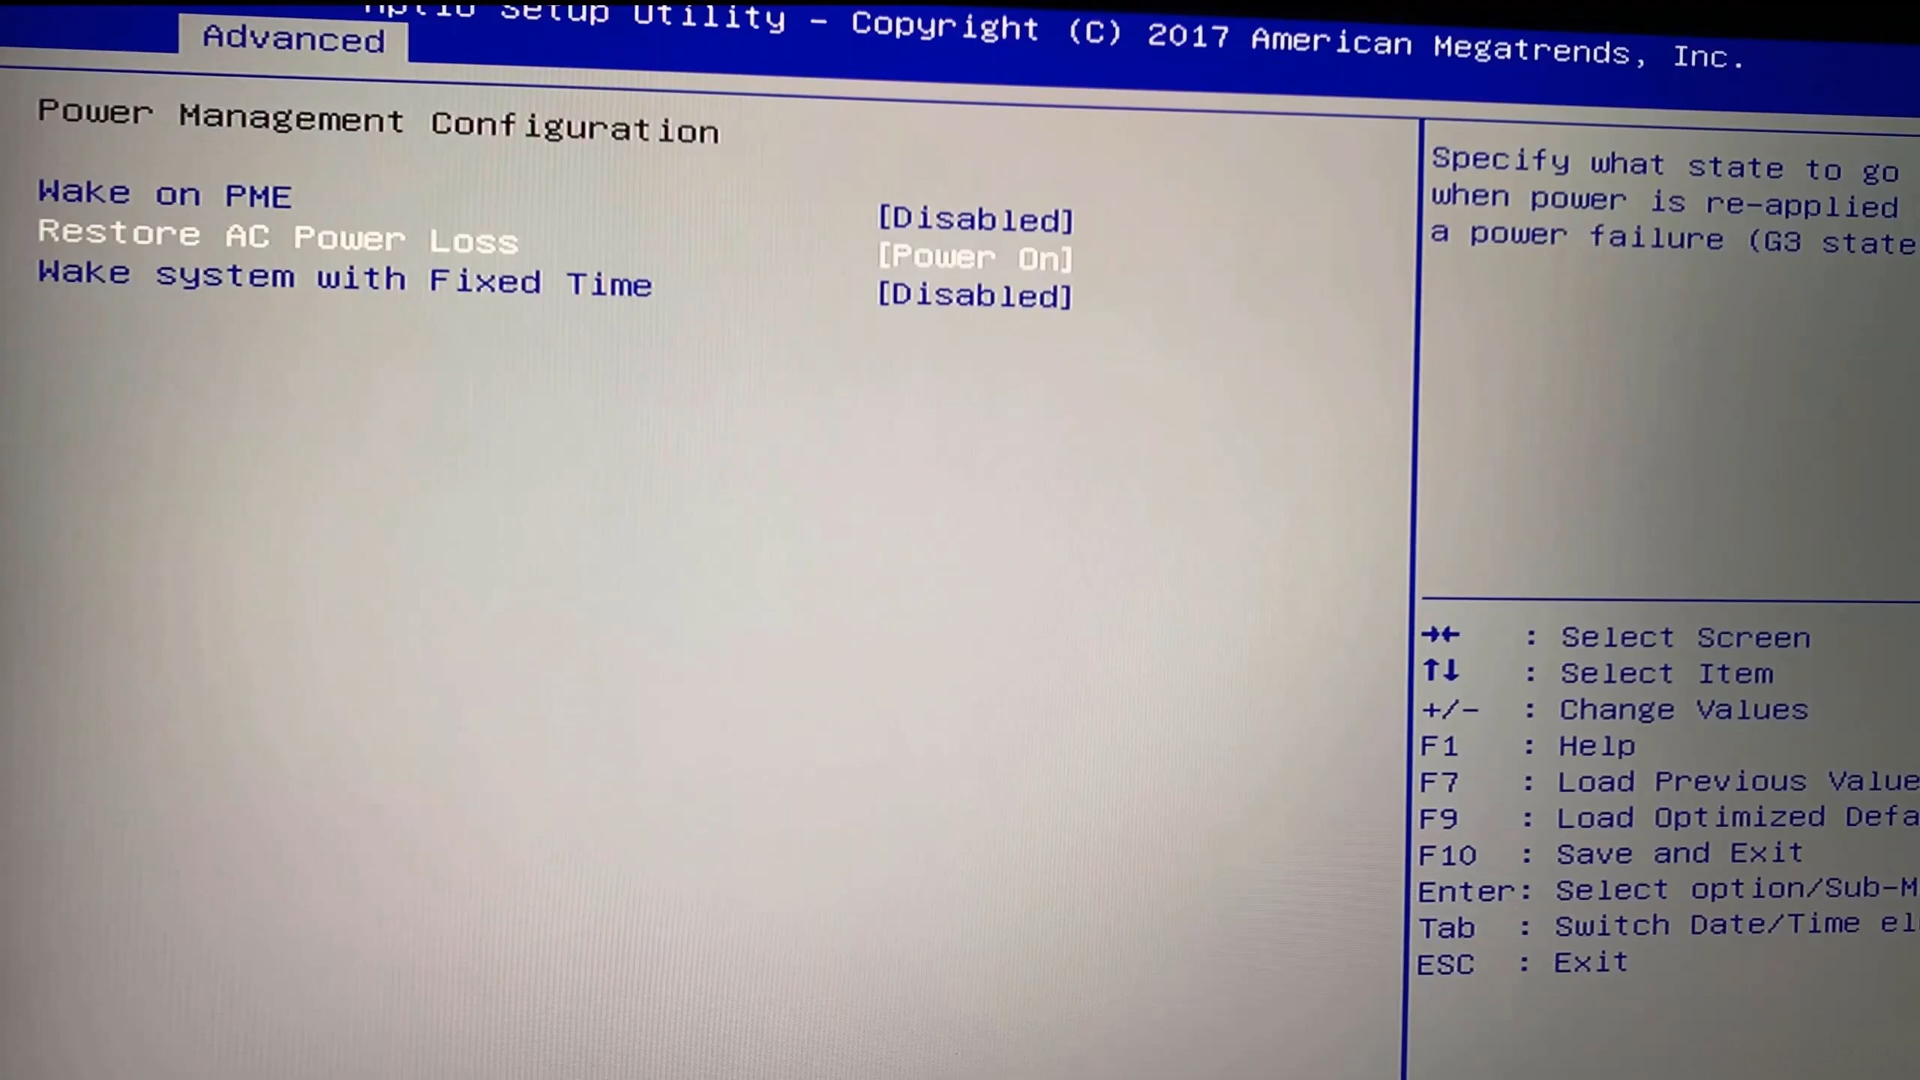 Aptio Setup Utility – Copyright (C) 2017 American Megatrends, Inc.
Advanced
Power Management Configuration
Wake on PME [Disabled]
Restore AC Power Loss [Power On]
Wake system with Fixed Time [Disabled]
Specify what state to go
when power is re-applied
a power failure (G3 state
→← : Select Screen
↑↓ : Select Item
+/- : Change Values
F1 : Help
F7 : Load Previous Value
F9 : Load Optimized Defa
F10 : Save and Exit
Enter: Select option/Sub-M
Tab : Switch Date/Time el
ESC : Exit